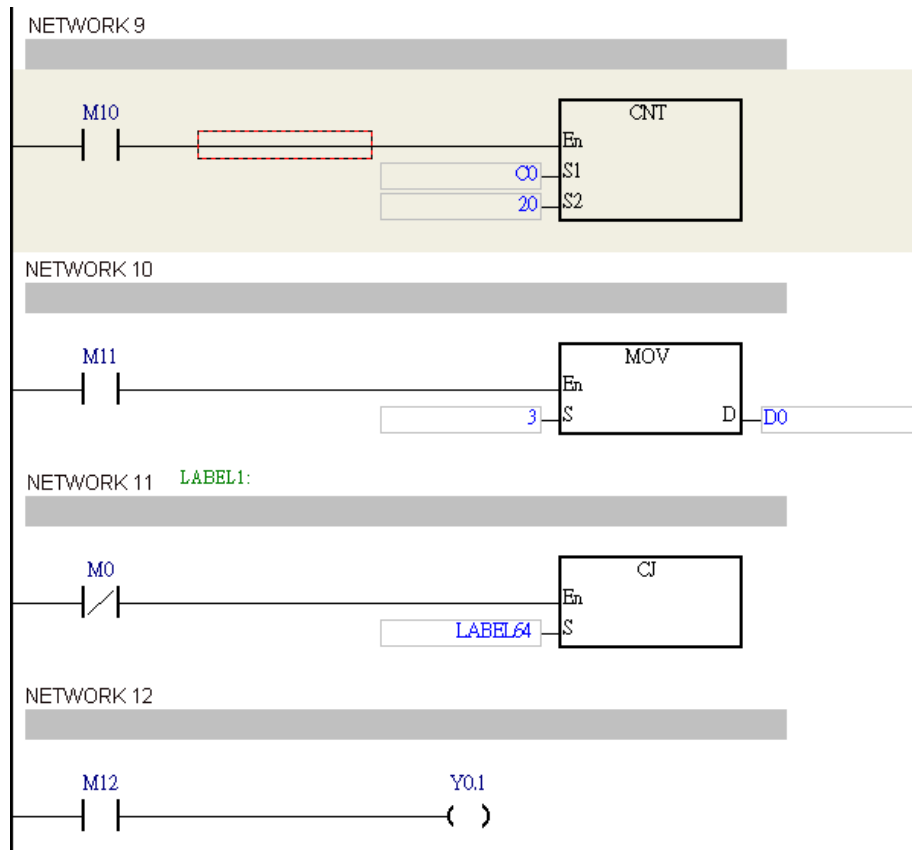 NETWORK 9
M10
CNT
En
C0 S1
20 S2
NETWORK 10
M11
MOV
En
3 S D D0
NETWORK 11 LABEL1:
M0
CJ
En
LABEL64 S
NETWORK 12
M12 Y0.1